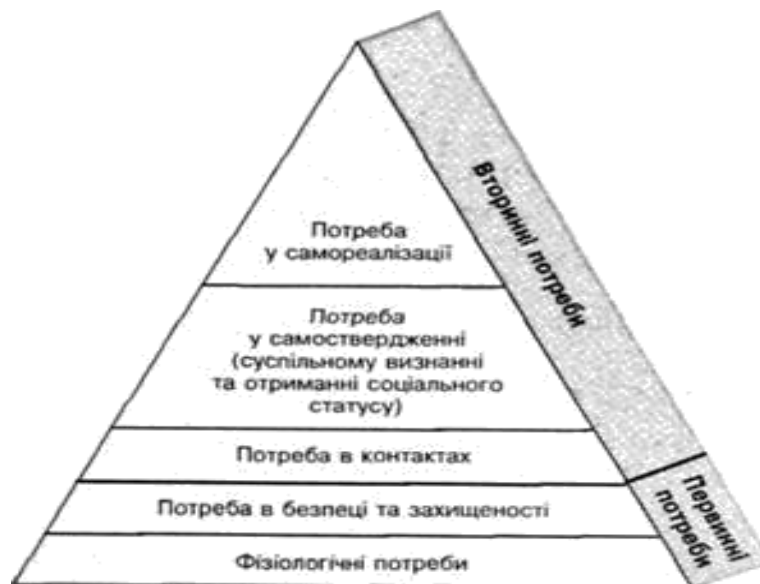 Потреба
у самореалізації
Потреба
у самоствердженні
(суспільному визнанні
та отриманні соціального
статусу)
Потреба в контактах
Потреба в безпеці та захищеності
Фізіологічні потреби
Вторинкі потреби
Первинні
потреби